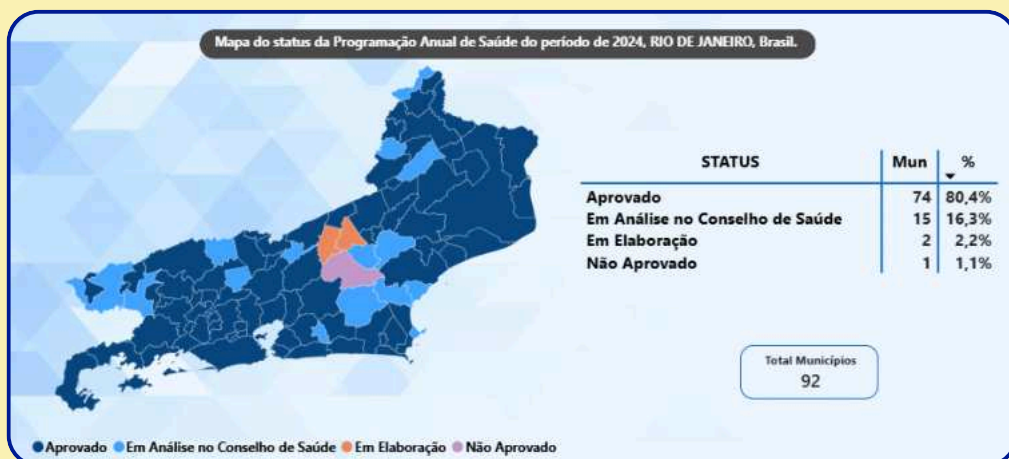 Mapa do status da Programação Anual de Saúde do período de 2024, RIO DE JANEIRO, Brasil.
STATUS Mun %
Aprovado 74 80,4%
Em Análise no Conselho de Saúde 15 16,3%
Em Elaboração 2 2,2%
Não Aprovado 1 1,1%
Total Municípios
92
Aprovado Em Análise no Conselho de Saúde Em Elaboração Não Aprovado